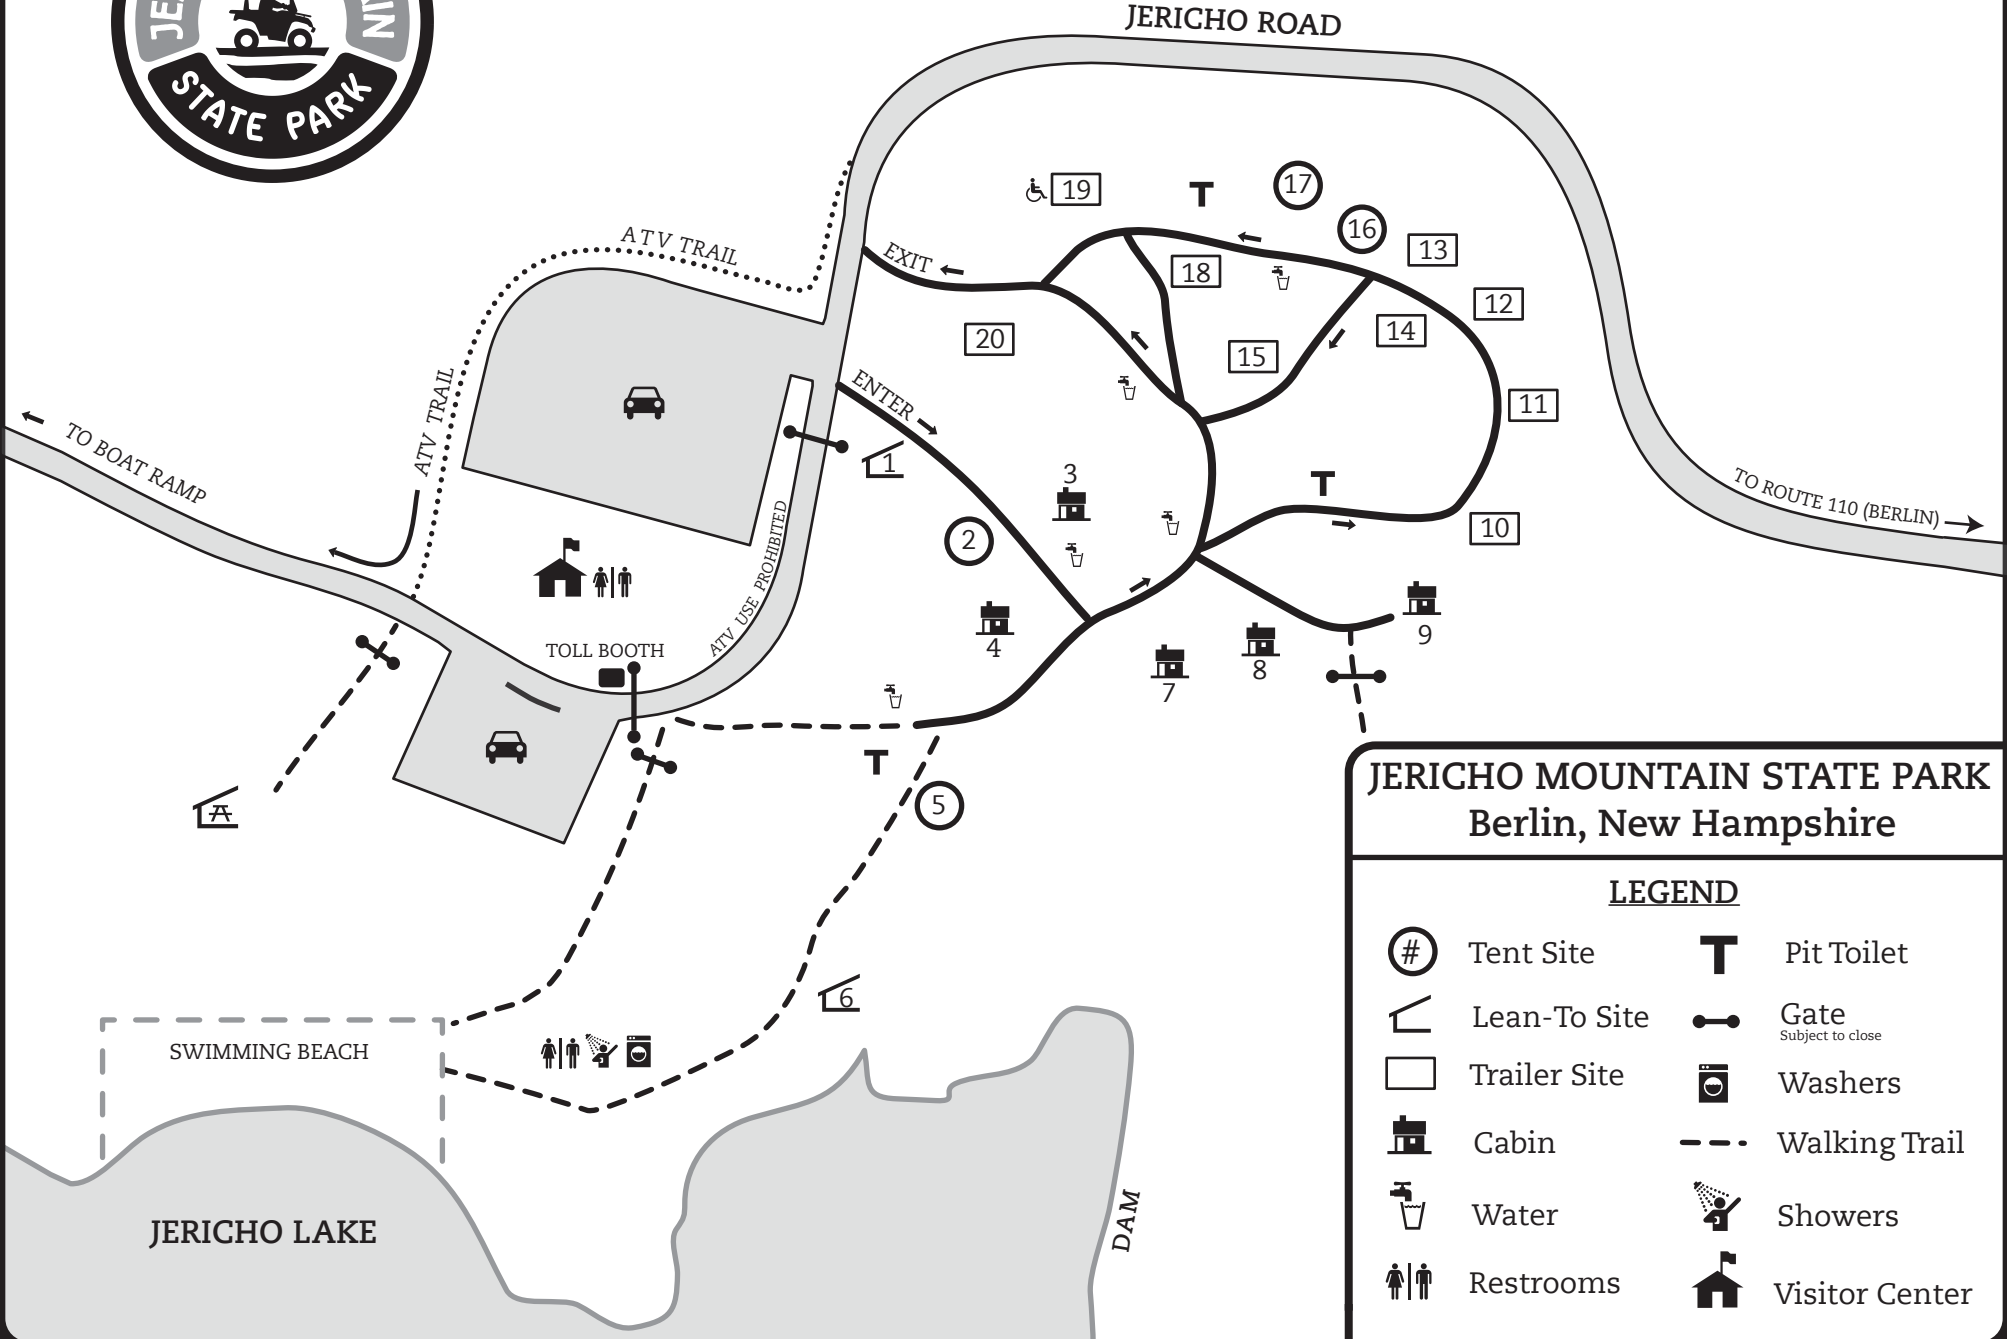 STATE PARK
JERICHO ROAD
ATV TRAIL
EXIT
ENTER
ATV TRAIL
TO BOAT RAMP
TO ROUTE 110 (BERLIN)
ATV USE PROHIBITED
TOLL BOOTH
19
17
16
13
18
12
14
20
15
11
1
3
2
10
4
9
8
7
5
6
SWIMMING BEACH
JERICHO LAKE
DAM
JERICHO MOUNTAIN STATE PARK
Berlin, New Hampshire
LEGEND
# Tent Site
T Pit Toilet
Lean-To Site
Gate
Subject to close
Trailer Site
Washers
Cabin
Walking Trail
Water
Showers
Restrooms
Visitor Center